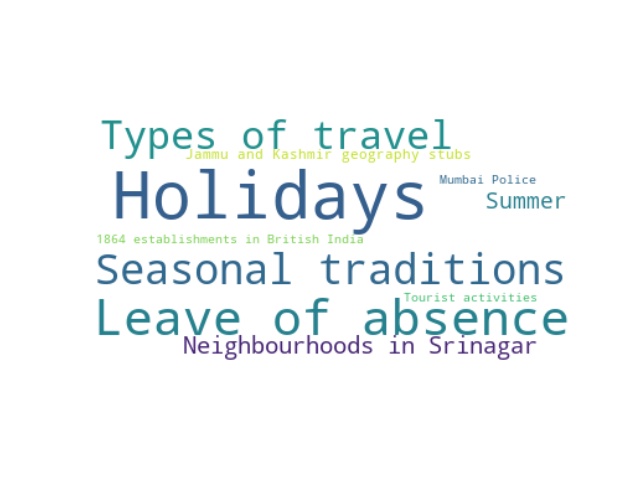 Types of travel
Jammu and Kashmir geography stubs
Holidays
Mumbai Police
Summer
1864 establishments in British India
Seasonal traditions
Tourist activities
Leave of absence
Neighbourhoods in Srinagar